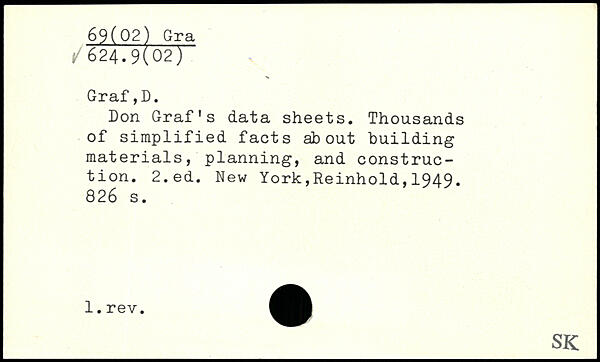 69(02) Gra
624.9(02)
Graf,D.
Don Graf's data sheets. Thousands
of simplified facts about building
materials, planning, and construc-
tion. 2.ed. New York,Reinhold,1949.
826 s.
1.rev.
SK